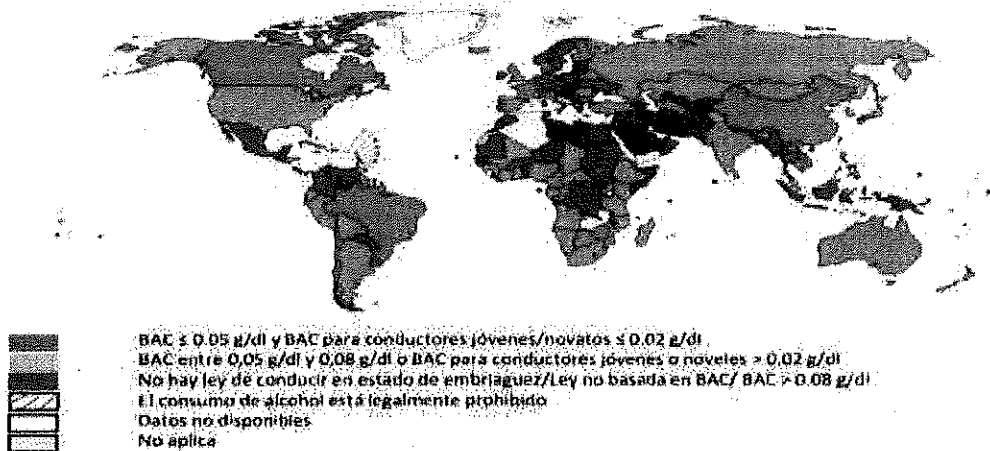 BAC ≤ 0.05 g/dl y BAC para conductores jóvenes/novatos ≤ 0.02 g/dl
BAC entre 0,05 g/dl y 0,08 g/dl o BAC para conductores jóvenes o noveles > 0.02 g/dl
No hay ley de conducir en estado de embriaguez/Ley no basada en BAC/ BAC > 0.08 g/dl
El consumo de alcohol está legalmente prohibido
Datos no disponibles
No aplica